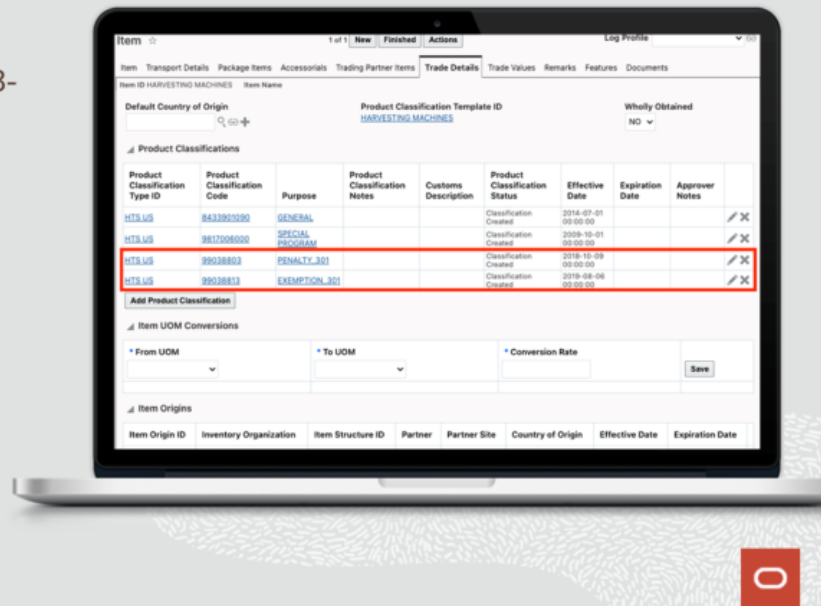 3-
Item
1 of 1 New Finished Actions
Log Profile
Item Transport Details Package Items Accessorials Trading Partner Items Trade Details Trade Values Remarks Features Documents
Item ID HARVESTING MACHINES Item Name
Default Country of Origin Product Classification Template ID Wholly Obtained
HARVESTING MACHINES NO
Product Classifications
Product Classification Type ID Product Classification Code Purpose Product Classification Notes Customs Description Product Classification Status Effective Date Expiration Date Approver Notes
HTS US 8433901090 GENERAL Classification Created 2014-07-01 00:00:00
HTS US 9817006000 SPECIAL PROGRAM Classification Created 2009-10-01 00:00:00
HTS US 99038803 PENALTY_301 Classification Created 2018-10-09 00:00:00
HTS US 99038813 EXEMPTION_301 Classification Created 2019-08-06 00:00:00
Add Product Classification
Item UOM Conversions
* From UOM * To UOM * Conversion Rate
Save
Item Origins
Item Origin ID Inventory Organization Item Structure ID Partner Partner Site Country of Origin Effective Date Expiration Date